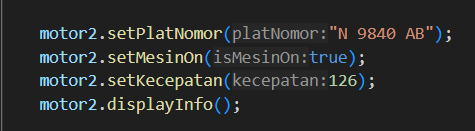 motor2.setPlatNomor(platNomor:"N 9840 AB");
motor2.setMesinOn(isMesinOn:true);
motor2.setKecepatan(kecepatan:126);
motor2.displayInfo();